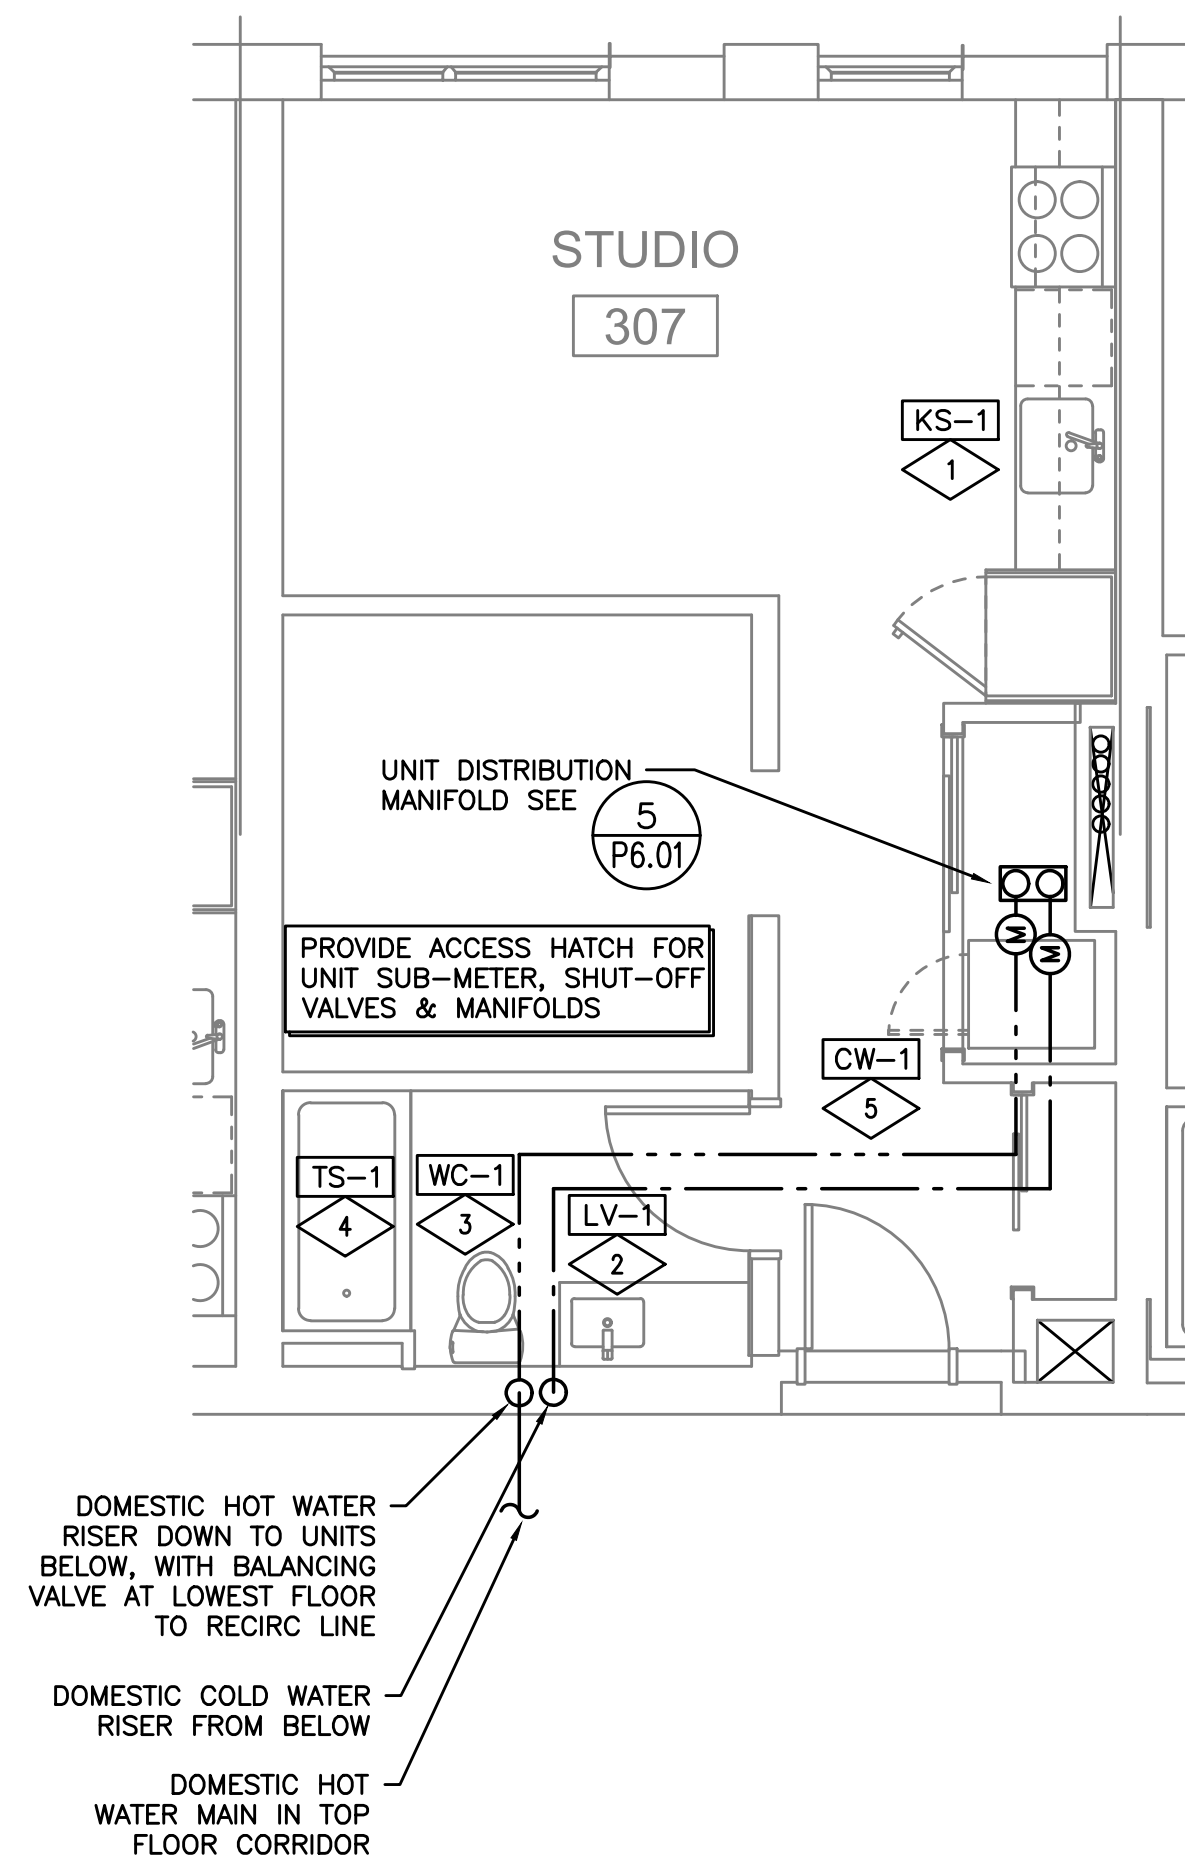 STUDIO
307
KS-1
1
UNIT DISTRIBUTION
MANIFOLD SEE
5
P6.01
M
M
PROVIDE ACCESS HATCH FOR
UNIT SUB-METER, SHUT-OFF
VALVES & MANIFOLDS
CW-1
5
TS-1
4
WC-1
3
LV-1
2
DOMESTIC HOT WATER
RISER DOWN TO UNITS
BELOW, WITH BALANCING
VALVE AT LOWEST FLOOR
TO RECIRC LINE
DOMESTIC COLD WATER
RISER FROM BELOW
DOMESTIC HOT
WATER MAIN IN TOP
FLOOR CORRIDOR